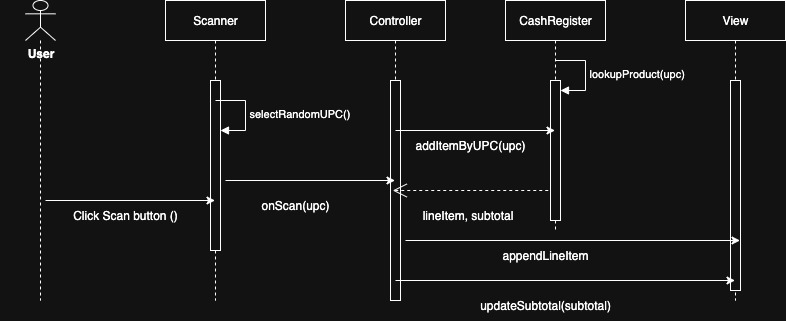 Scanner
Controller
CashRegister
View
User
lookupProduct(upc)
selectRandomUPC()
addItemByUPC(upc)
onScan(upc)
Click Scan button ()
lineItem, subtotal
appendLineItem
updateSubtotal(subtotal)